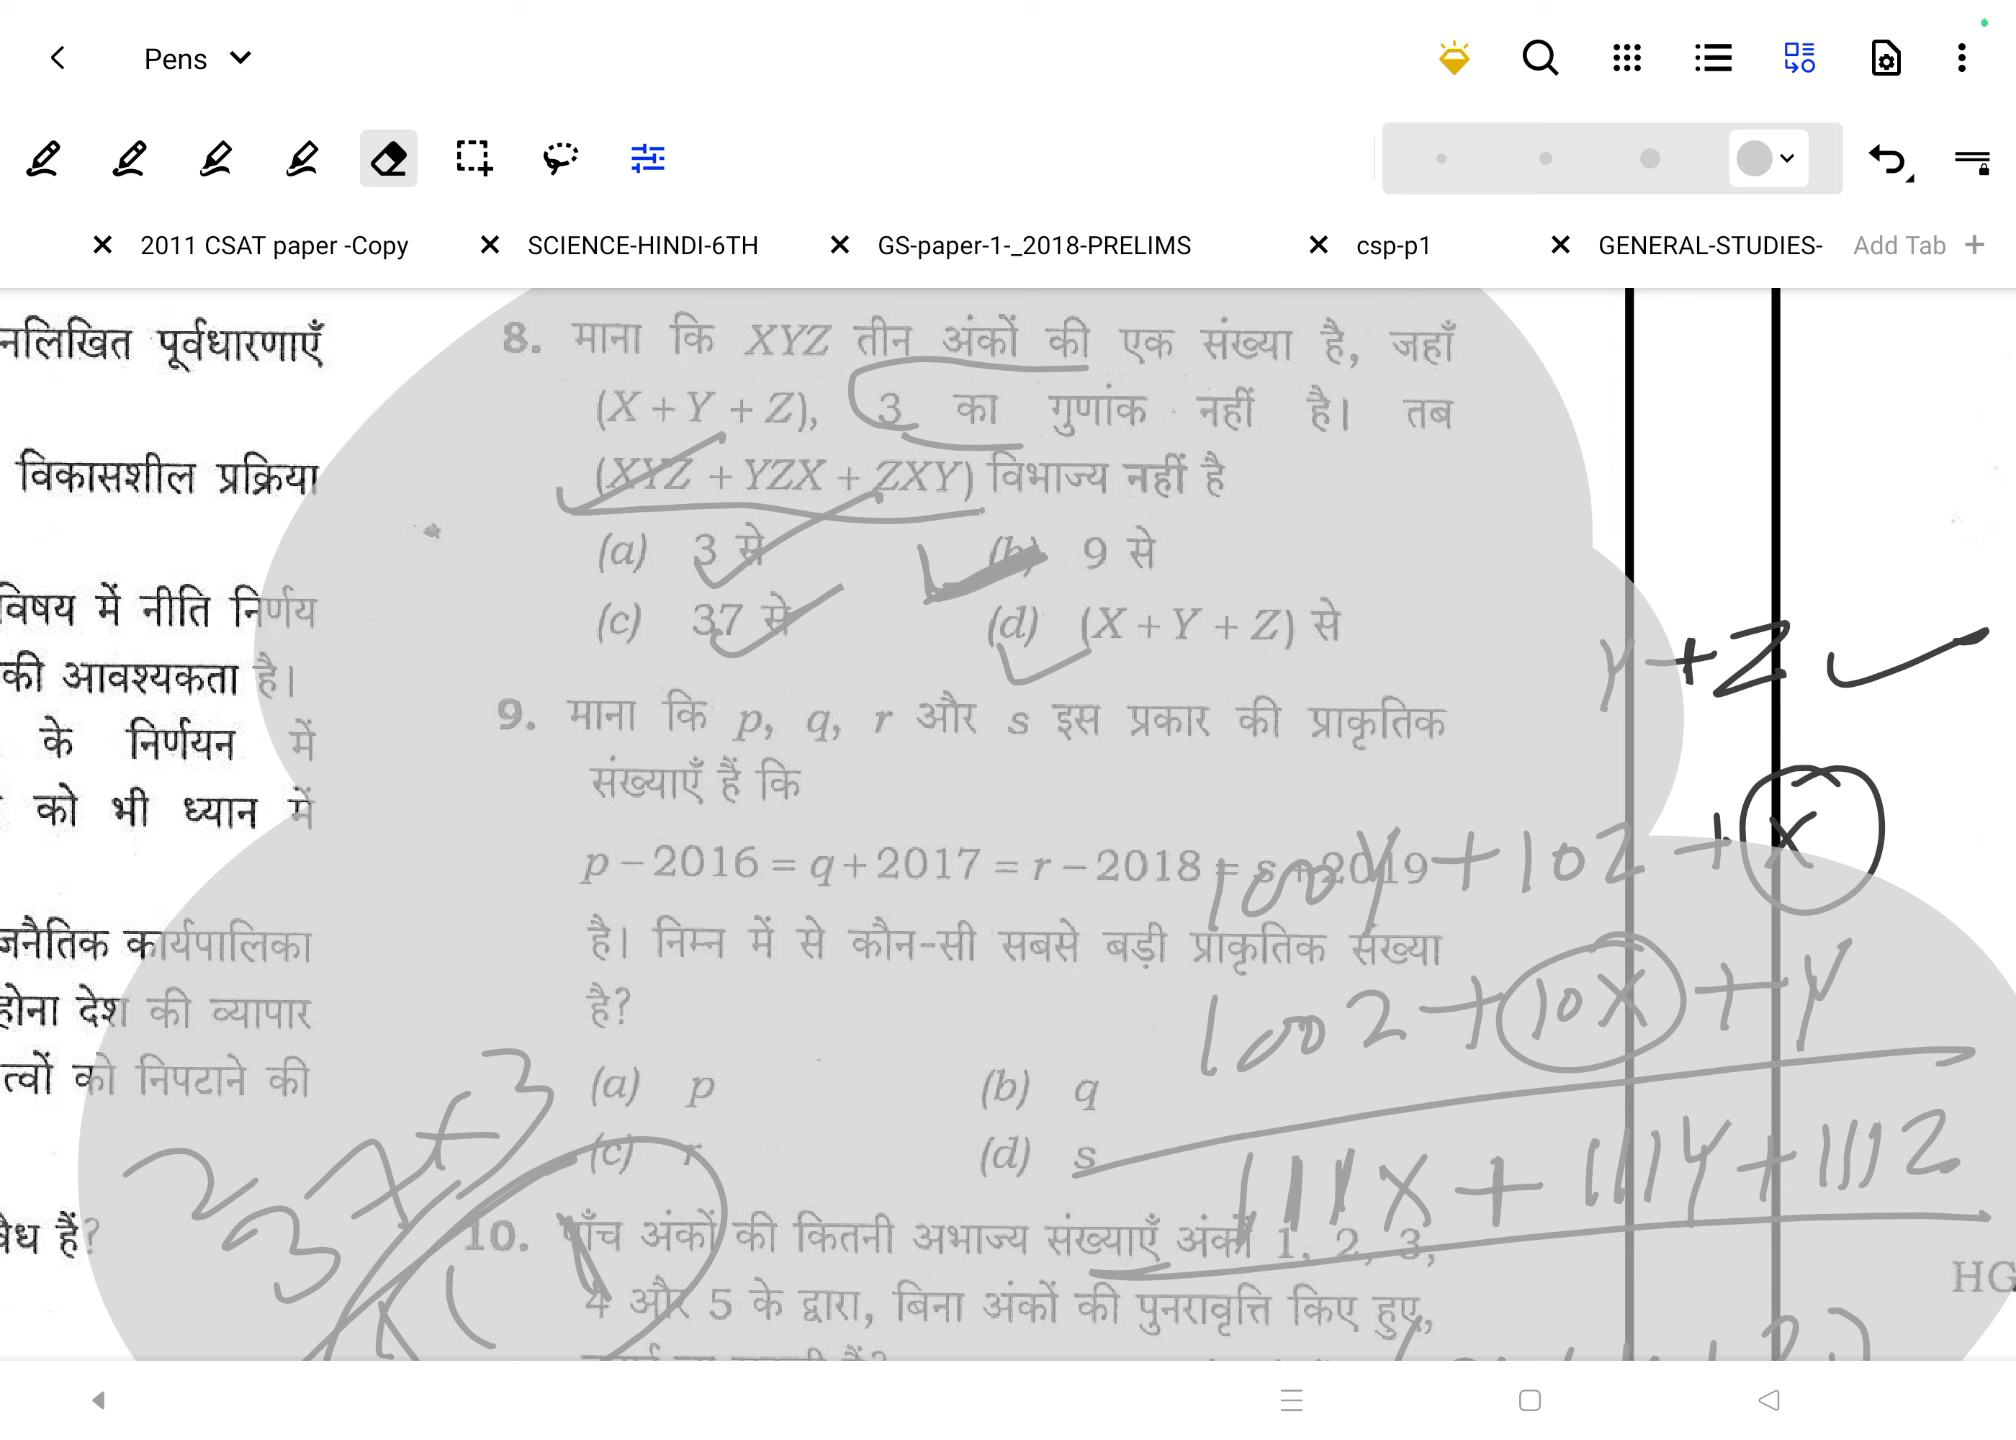 Pens
2011 CSAT paper -Copy
SCIENCE-HINDI-6TH
GS-paper-1-_2018-PRELIMS
csp-p1
GENERAL-STUDIES-
Add Tab +
नलिखित पूर्वधारणाएँ
विकासशील प्रक्रिया
विषय में नीति निर्णय
की आवश्यकता है।
के निर्णयन में
को भी ध्यान में
जनैतिक कार्यपालिका
होना देश की व्यापार
त्वों को निपटाने की
वैध हैं?
8. माना कि XYZ तीन अंकों की एक संख्या है, जहाँ
(X + Y + Z), 3 का गुणांक नहीं है। तब
(XYZ + YZX + ZXY) विभाज्य नहीं है
(a) 3 से
(b) 9 से
(c) 37 से
(d) (X + Y + Z) से
9. माना कि p, q, r और s इस प्रकार की प्राकृतिक
संख्याएँ हैं कि
p – 2016 = q + 2017 = r – 2018 = s + 2019
है। निम्न में से कौन-सी सबसे बड़ी प्राकृतिक संख्या
है?
(a) p
(b) q
(c) r
(d) s
10. पाँच अंकों की कितनी अभाज्य संख्याएँ अंकों 1, 2, 3,
4 और 5 के द्वारा, बिना अंकों की पुनरावृत्ति किए हुए,
Y + Z
100Y + 10Z + X
100Z + 10X + Y
111X + 111Y + 111Z
37 × 3
HG